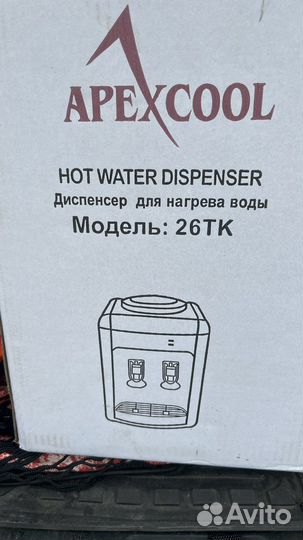 APEXCOOL
HOT WATER DISPENSER
Диспенсер для нагрева воды
Модель: 26TK
Avito